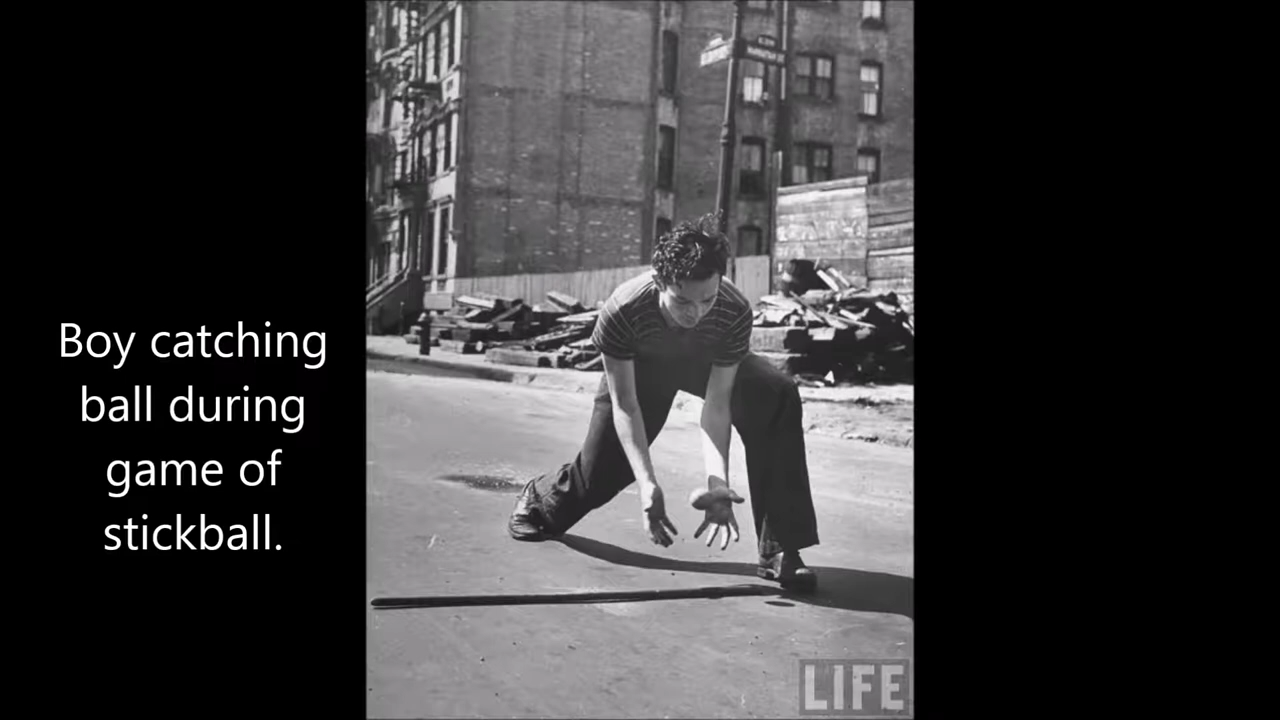 Boy catching
ball during
game of
stickball.
LIFE